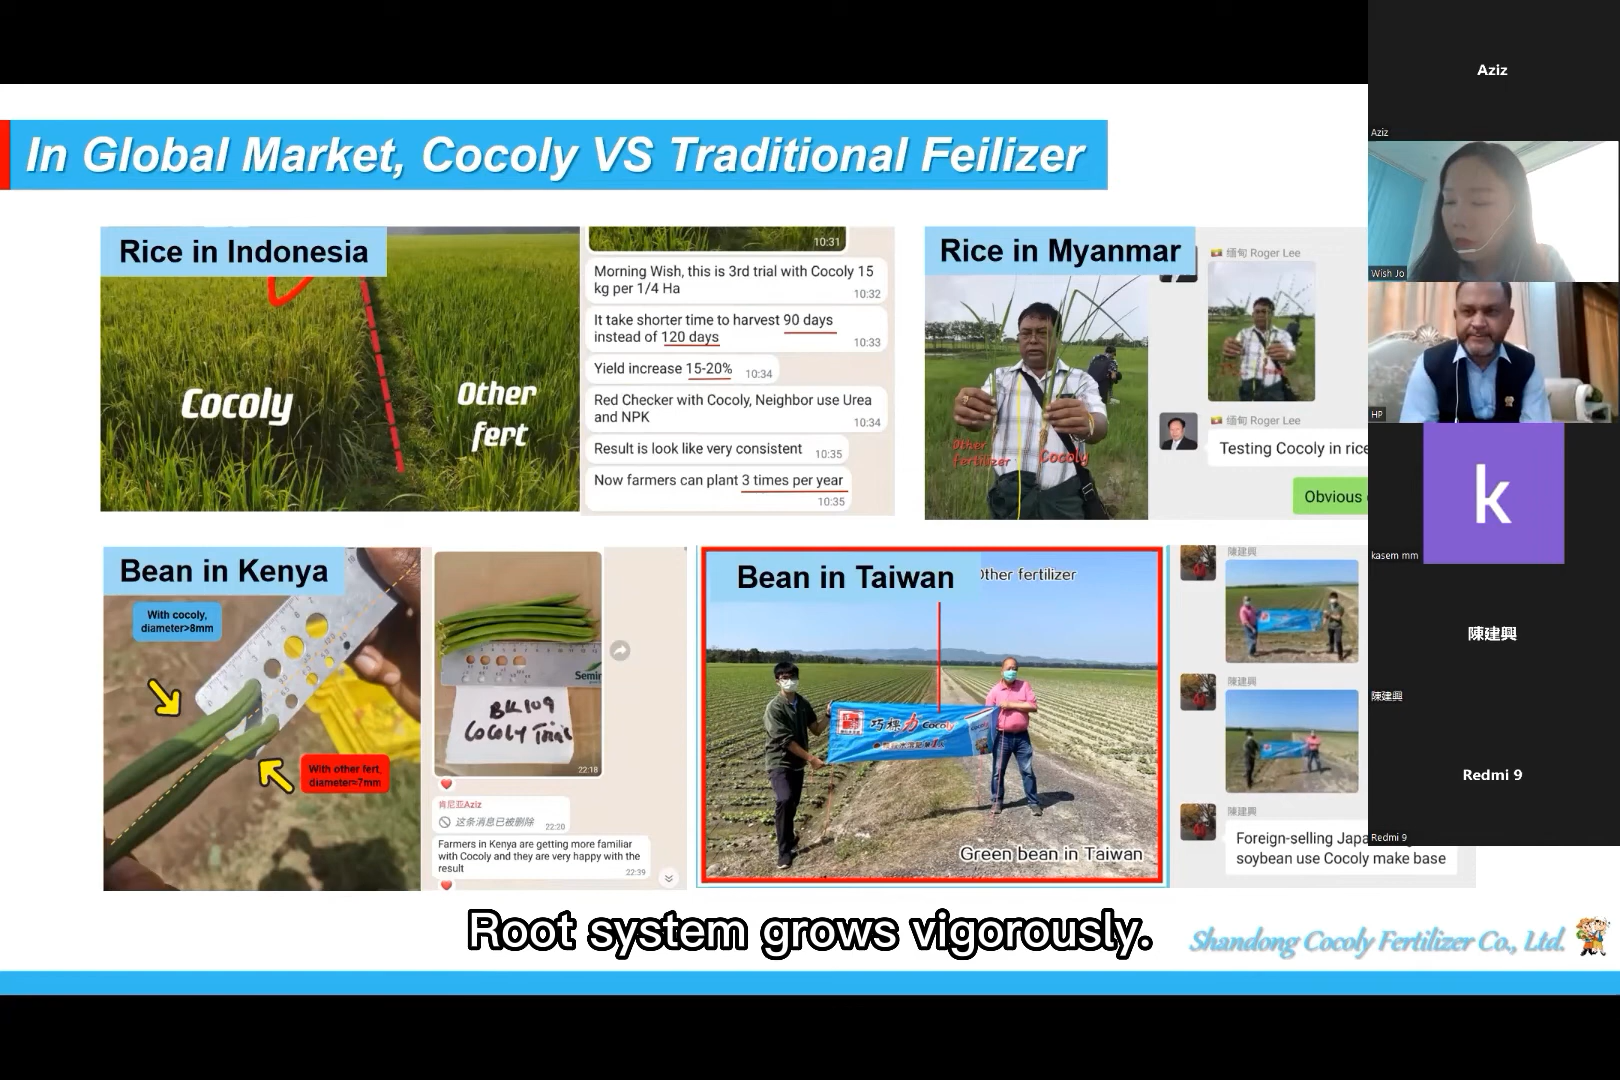 In Global Market, Cocoly VS Traditional Feilizer
Rice in Indonesia
Cocoly
Other
fert
10:31
Morning Wish, this is 3rd trial with Cocoly 15
kg per 1/4 Ha
10:32
It take shorter time to harvest 90 days
instead of 120 days
10:33
Yield increase 15-20%
10:34
Red Checker with Cocoly, Neighbor use Urea
and NPK
10:34
Result is look like very consistent
10:35
Now farmers can plant 3 times per year
10:35
Rice in Myanmar
Other
fertilizer
Cocoly
缅甸 Roger Lee
缅甸 Roger Lee
Testing Cocoly in rice
Obvious
Bean in Kenya
With cocoly,
diameter>8mm
With other fert,
diameter≈7mm
Semin
BK109
Cocoly Trial
22:18
肯尼亚Aziz
这条消息已被删除
22:20
Farmers in Kenya are getting more familiar
with Cocoly and they are very happy with the
result
22:39
Bean in Taiwan
Other fertilizer
Cocoly
Green bean in Taiwan
陳建興
陳建興
陳建興
Foreign-selling Japa
soybean use Cocoly make base
Root system grows vigorously.
Shandong Cocoly Fertilizer Co., Ltd.
Aziz
Aziz
Wish Jo
HP
k
kasem mm
陳建興
陳建興
Redmi 9
Redmi 9